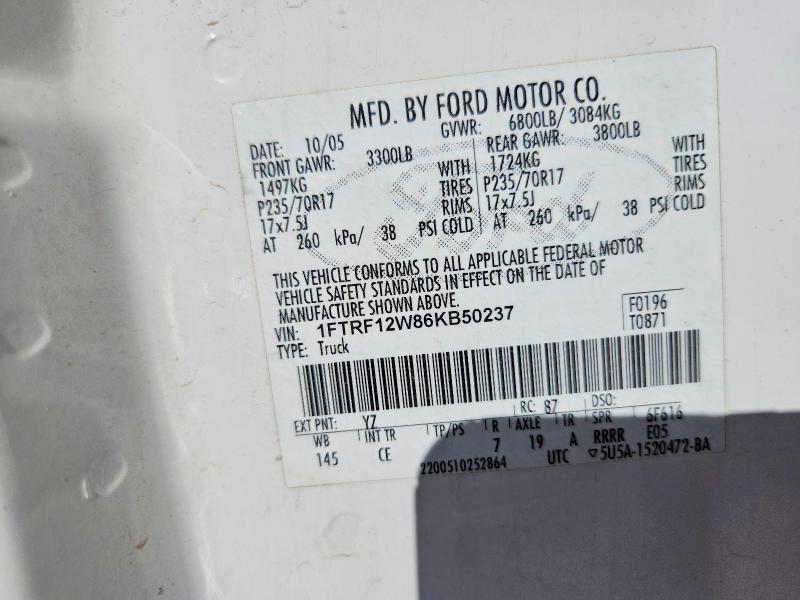 MFD. BY FORD MOTOR CO.
DATE: 10/05 GVWR: 6800LB/ 3084KG
FRONT GAWR: 3300LB REAR GAWR: 3800LB
1497KG WITH 1724KG WITH
P235/70R17 TIRES P235/70R17 TIRES
17x7.5J RIMS 17x7.5J RIMS
AT 260 kPa/ 38 PSI COLD AT 260 kPa/ 38 PSI COLD
THIS VEHICLE CONFORMS TO ALL APPLICABLE FEDERAL MOTOR
VEHICLE SAFETY STANDARDS IN EFFECT ON THE DATE OF
MANUFACTURE SHOWN ABOVE.
VIN: 1FTRF12W86KB50237 F0196
TYPE: Truck T0871
EXT PNT: YZ RC: 87 DSO:
WB INT TR TP/PS R AXLE TR SPR 6F616
145 CE 7 19 A RRRR E05
2200510252864 UTC ▽5U5A-1520472-BA